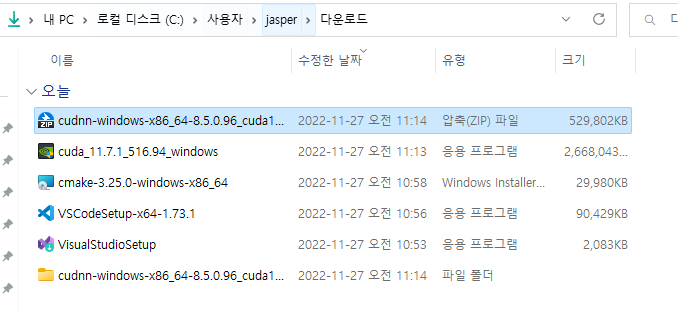 내 PC > 로컬 디스크 (C:) > 사용자 > jasper > 다운로드
이름 수정한 날짜 유형 크기
오늘
cudnn-windows-x86_64-8.5.0.96_cuda1... 2022-11-27 오전 11:14 압축(ZIP) 파일 529,802KB
cuda_11.7.1_516.94_windows 2022-11-27 오전 11:13 응용 프로그램 2,668,043...
cmake-3.25.0-windows-x86_64 2022-11-27 오전 10:58 Windows Installer... 29,980KB
VSCodeSetup-x64-1.73.1 2022-11-27 오전 10:56 응용 프로그램 90,429KB
VisualStudioSetup 2022-11-27 오전 10:53 응용 프로그램 2,083KB
cudnn-windows-x86_64-8.5.0.96_cuda1... 2022-11-27 오전 11:14 파일 폴더